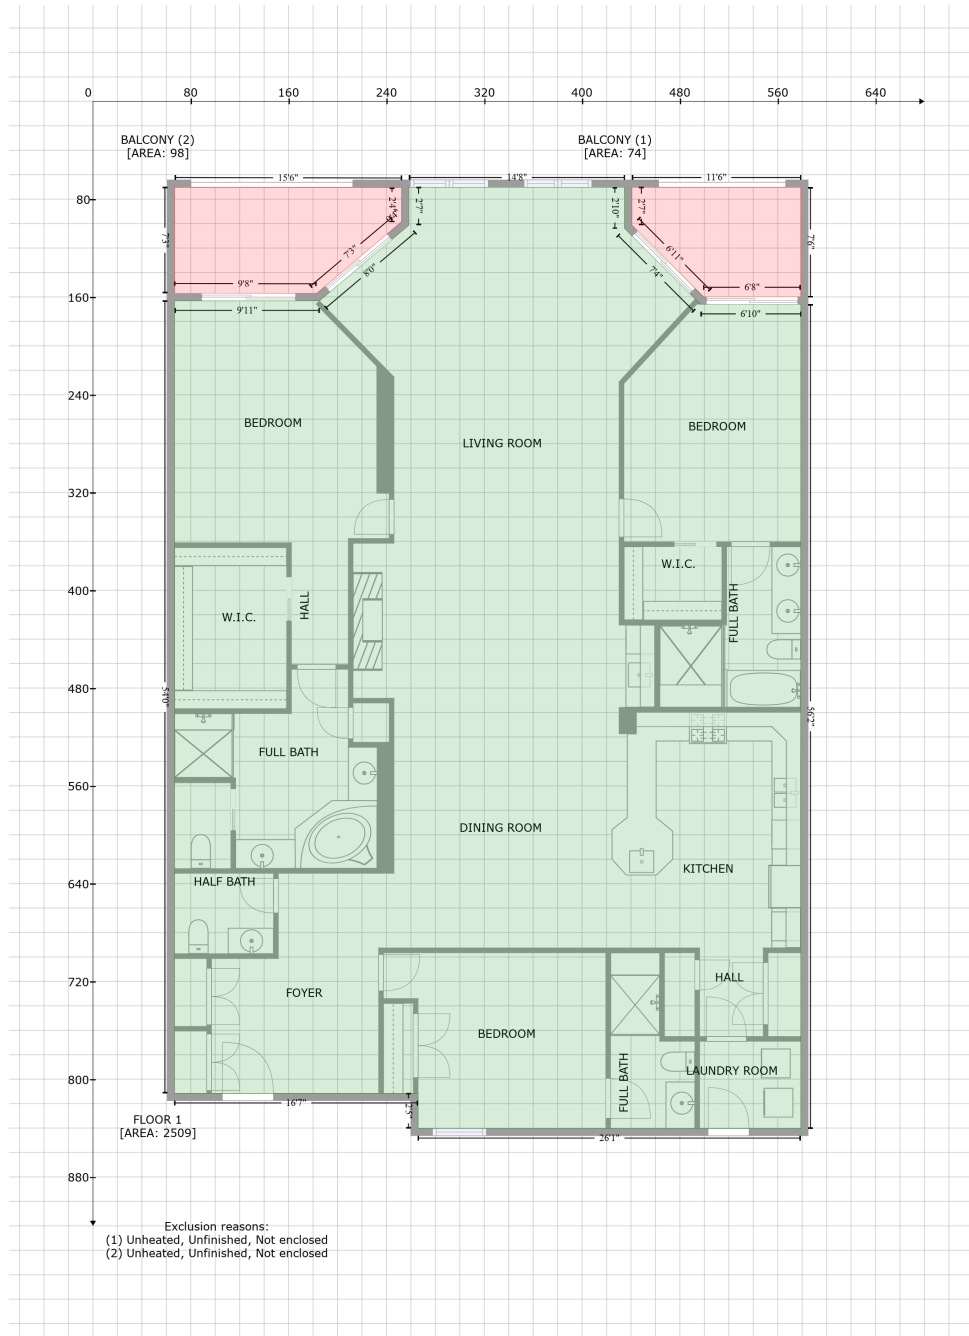 0 80 160 240 320 400 480 560 640
BALCONY (2)
[AREA: 98]
BALCONY (1)
[AREA: 74]
15'6"
14'8"
11'6"
80
2'7"
2'10"
2'7"
7'3"
7'6"
7'3"
8'0"
6'11"
7'4"
9'8"
6'8"
160
9'11"
6'10"
240
BEDROOM
LIVING ROOM
BEDROOM
320
400
W.I.C.
HALL
W.I.C.
FULL BATH
480
54'0"
56'2"
FULL BATH
560
DINING ROOM
KITCHEN
640
HALF BATH
720
FOYER
HALL
BEDROOM
FULL BATH
LAUNDRY ROOM
800
16'7"
2'5"
FLOOR 1
[AREA: 2509]
26'1"
880
Exclusion reasons:
(1) Unheated, Unfinished, Not enclosed
(2) Unheated, Unfinished, Not enclosed